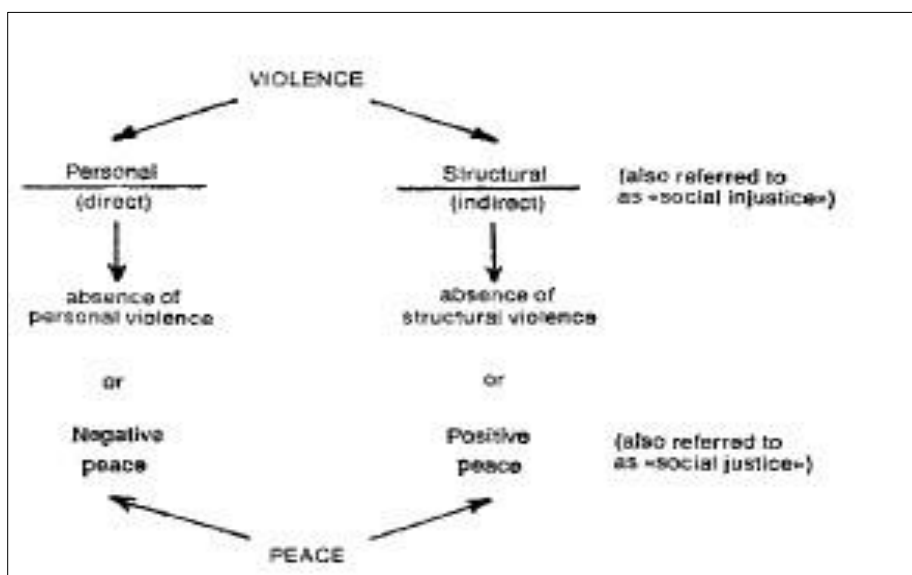 VIOLENCE
Personal
(direct)
Structural
(indirect)
(also referred to
as «social injustice»)
absence of
personal violence
absence of
structural violence
or
or
Negative
peace
Positive
peace
(also referred to
as «social justice»)
PEACE